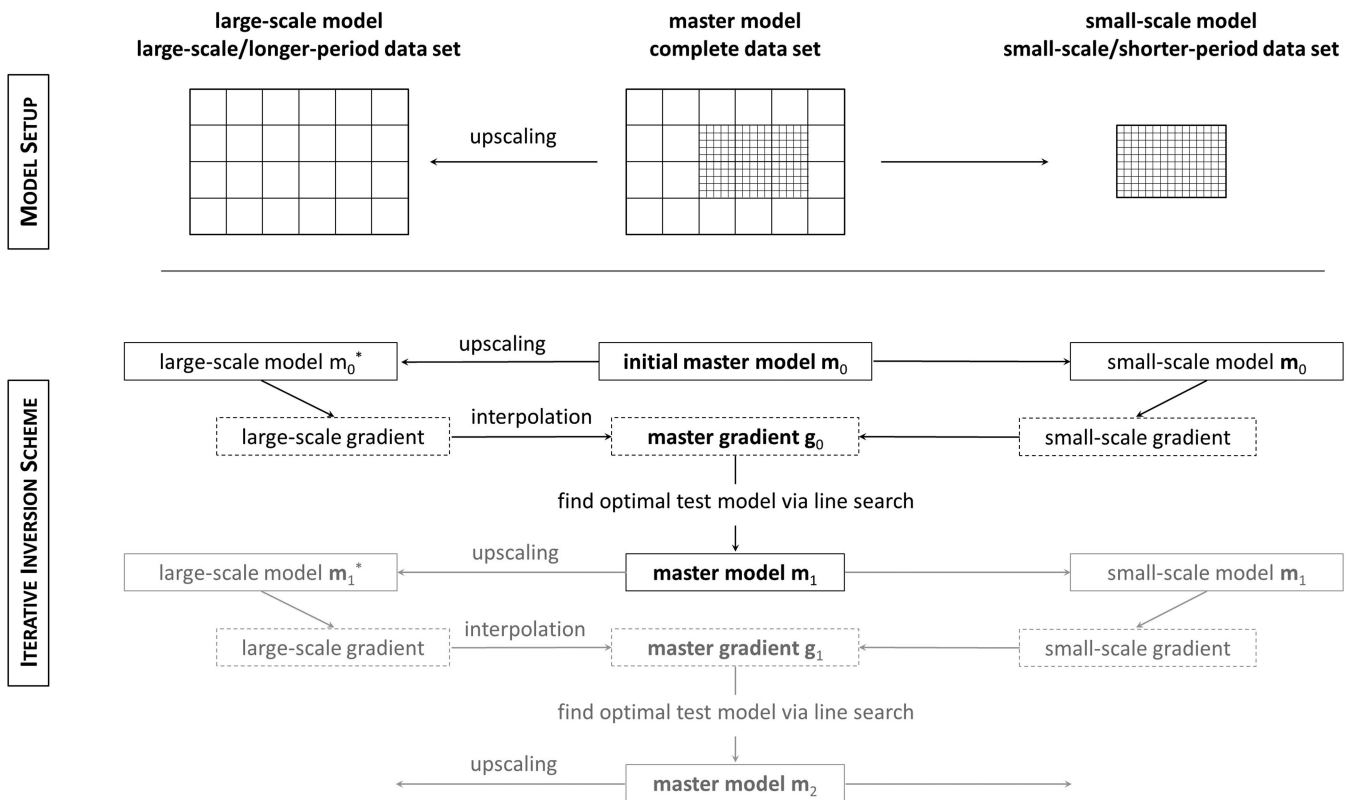 large-scale model
large-scale/longer-period data set
master model
complete data set
small-scale model
small-scale/shorter-period data set
MODEL SETUP
upscaling
ITERATIVE INVERSION SCHEME
large-scale model m₀*
upscaling
initial master model m₀
small-scale model m₀
large-scale gradient
interpolation
master gradient g₀
small-scale gradient
find optimal test model via line search
large-scale model m₁*
upscaling
master model m₁
small-scale model m₁
large-scale gradient
interpolation
master gradient g₁
small-scale gradient
find optimal test model via line search
upscaling
master model m₂